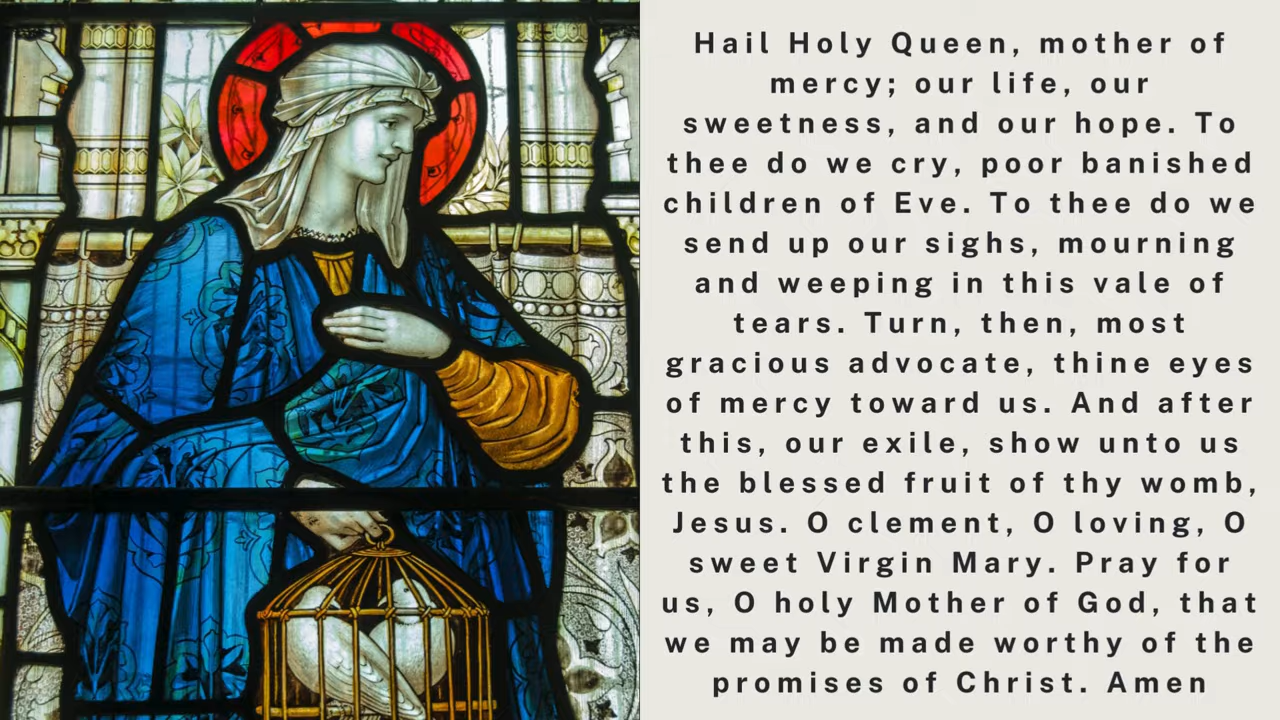 Hail Holy Queen, mother of
mercy; our life, our
sweetness, and our hope. To
thee do we cry, poor banished
children of Eve. To thee do we
send up our sighs, mourning
and weeping in this vale of
tears. Turn, then, most
gracious advocate, thine eyes
of mercy toward us. And after
this, our exile, show unto us
the blessed fruit of thy womb,
Jesus. O clement, O loving, O
sweet Virgin Mary. Pray for
us, O holy Mother of God, that
we may be made worthy of the
promises of Christ. Amen